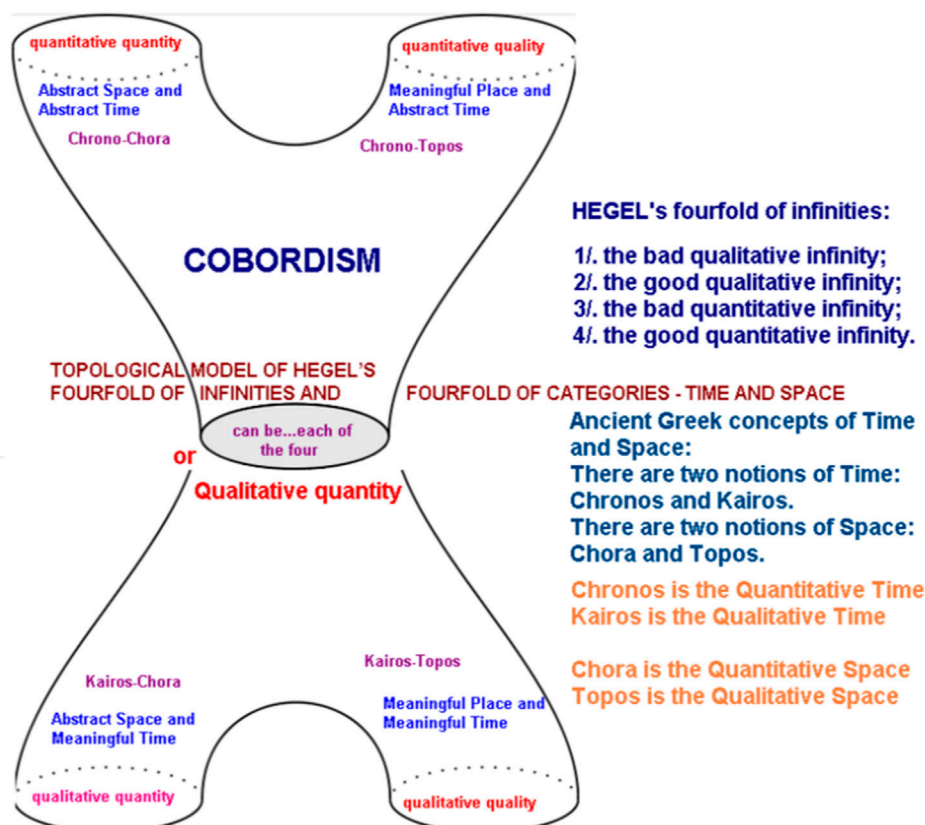 quantitative quantity
quantitative quality
Abstract Space and
Abstract Time
Meaningful Place and
Abstract Time
Chrono-Chora
Chrono-Topos
COBORDISM
HEGEL's fourfold of infinities:
1/. the bad qualitative infinity;
2/. the good qualitative infinity;
3/. the bad quantitative infinity;
4/. the good quantitative infinity.
TOPOLOGICAL MODEL OF HEGEL'S
FOURFOLD OF INFINITIES AND
FOURFOLD OF CATEGORIES - TIME AND SPACE
can be...each of
the four
or
Qualitative quantity
Ancient Greek concepts of Time
and Space:
There are two notions of Time:
Chronos and Kairos.
There are two notions of Space:
Chora and Topos.
Chronos is the Quantitative Time
Kairos is the Qualitative Time
Chora is the Quantitative Space
Topos is the Qualitative Space
Kairos-Chora
Kairos-Topos
Abstract Space and
Meaningful Time
Meaningful Place and
Meaningful Time
qualitative quantity
qualitative quality